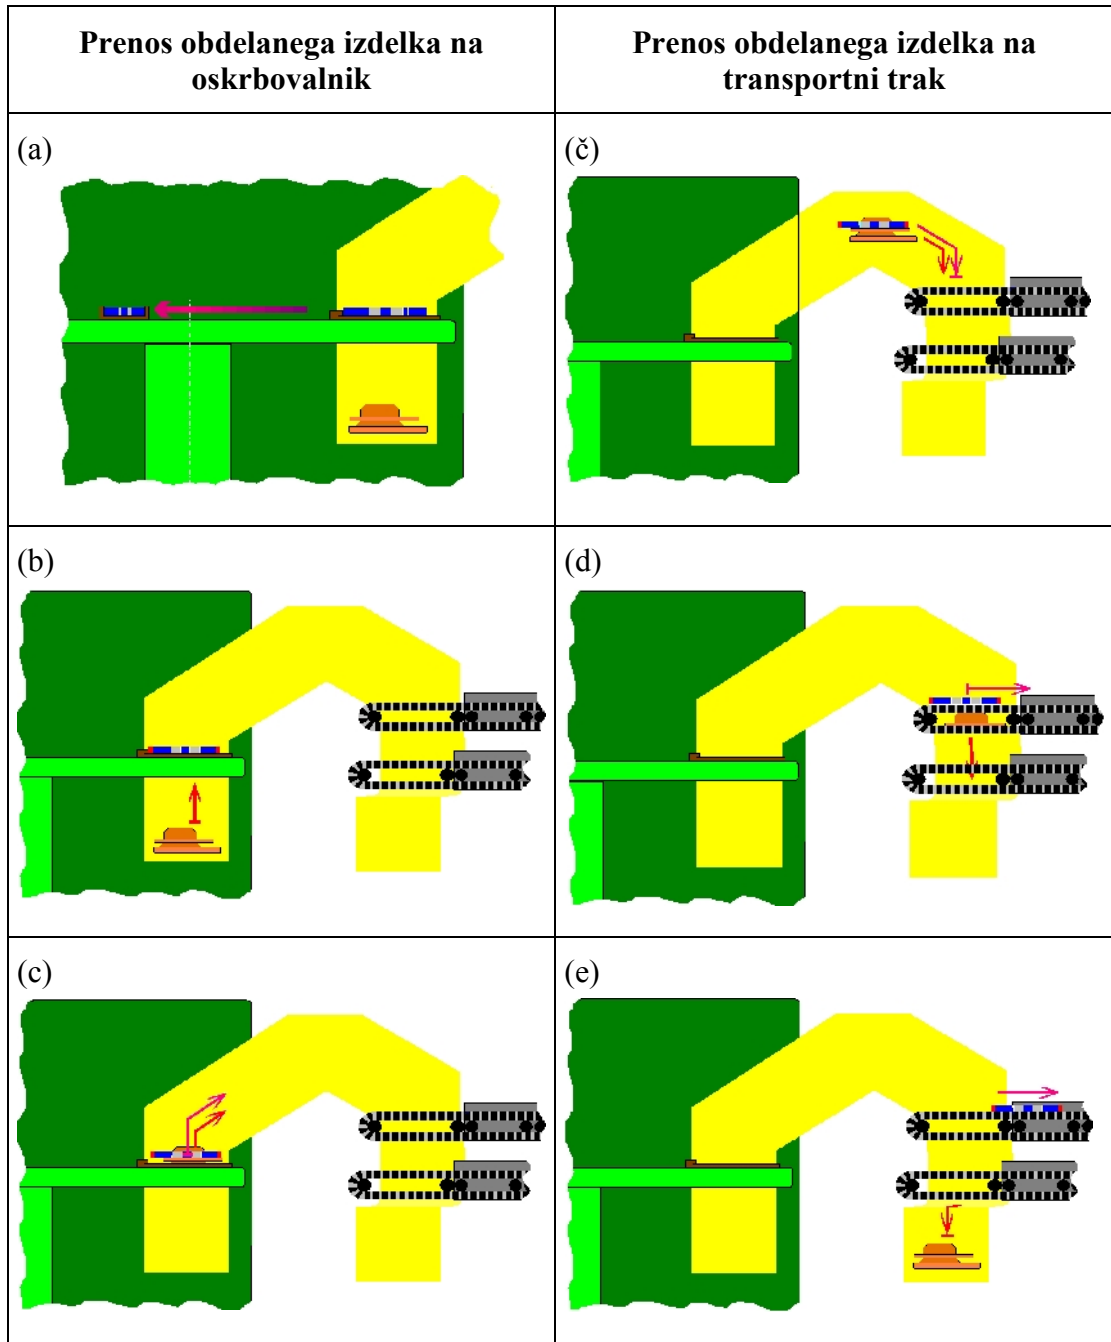 Prenos obdelanega izdelka na
oskrbovalnik
Prenos obdelanega izdelka na
transportni trak
(a)
(č)
(b)
(d)
(c)
(e)